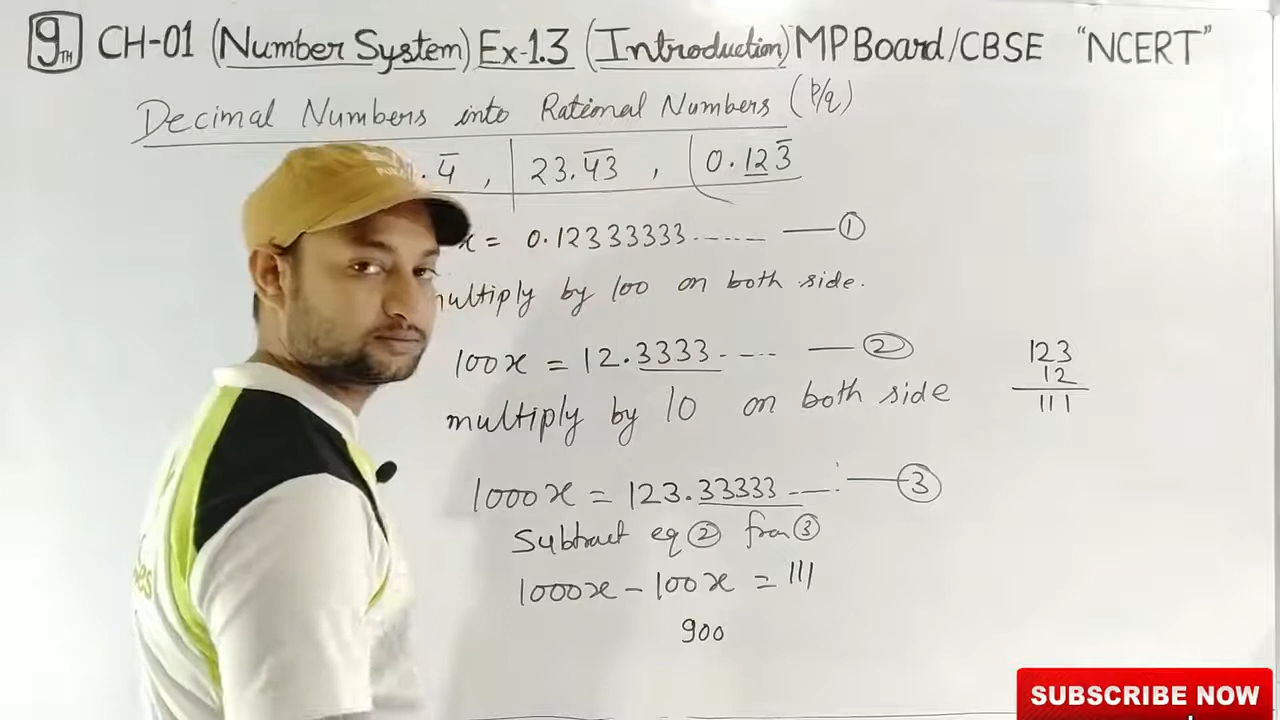 9TH CH-01 (Number System) Ex-1.3 (Introduction) MP Board/CBSE "NCERT"
Decimal Numbers into Rational Numbers (p/q)
.4̅ , 23.4̅3̅ , 0.123̅
x = 0.12333333....... ——①
multiply by 100 on both side.
100x = 12.3333..... ——②
123
12
111
multiply by 10 on both side
1000x = 123.33333 ...... ——③
Subtract eq ② from ③
1000x - 100x = 111
900
SUBSCRIBE NOW